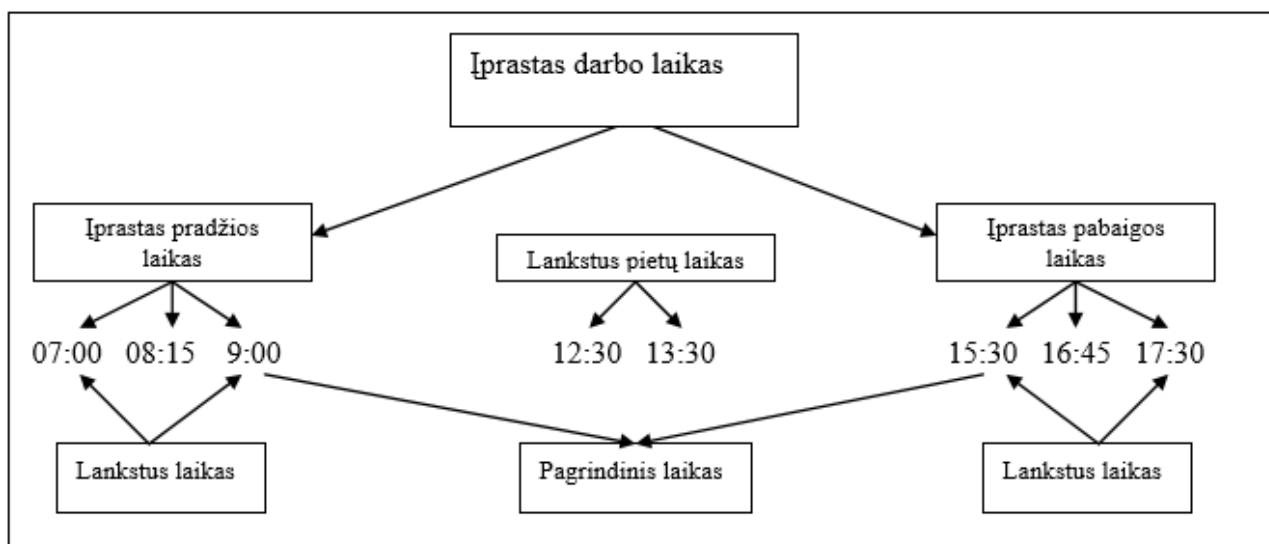 Įprastas darbo laikas
Įprastas pradžios
laikas
Lankstus pietų laikas
Įprastas pabaigos
laikas
07:00 08:15 9:00
12:30 13:30
15:30 16:45 17:30
Lankstus laikas
Pagrindinis laikas
Lankstus laikas